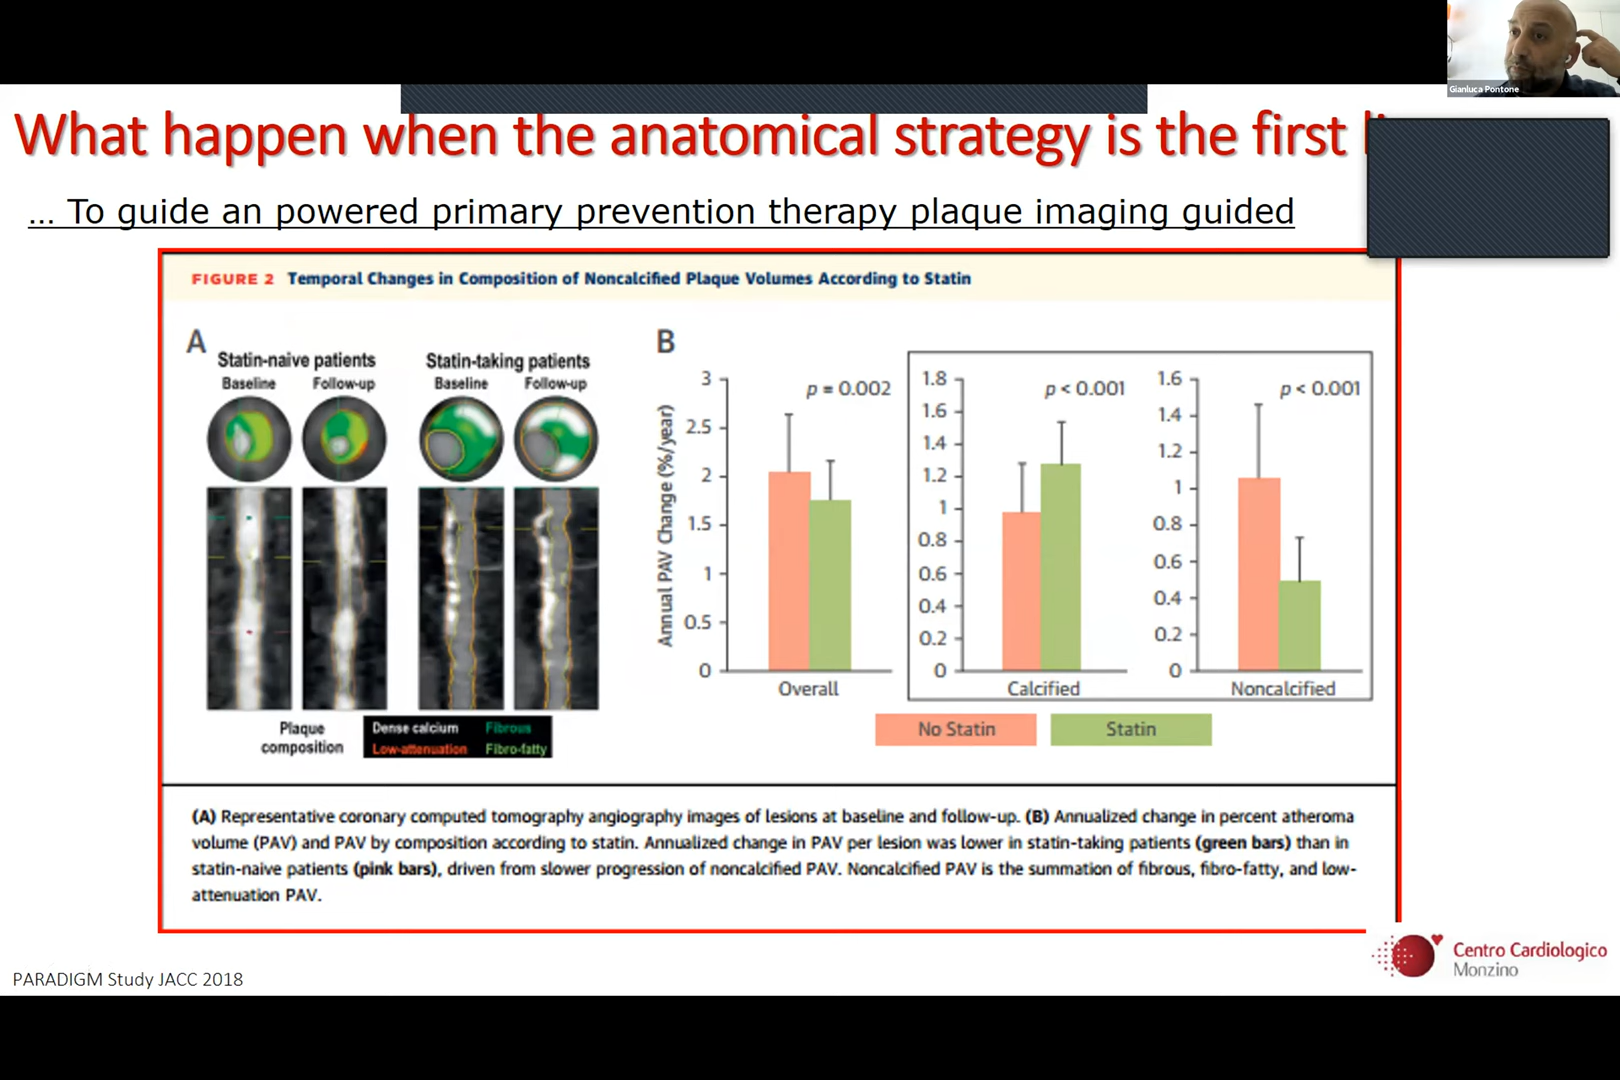 Gianluca Pontone
What happen when the anatomical strategy is the first
... To guide an powered primary prevention therapy plaque imaging guided
FIGURE 2 Temporal Changes in Composition of Noncalcified Plaque Volumes According to Statin
A
Statin-naive patients
Statin-taking patients
Baseline
Follow-up
Baseline
Follow-up
Plaque
composition
Dense calcium
Fibrous
Low-attenuation
Fibro-fatty
B
Annual PAV Change (%/year)
3
2.5
2
1.5
1
0.5
0
p = 0.002
Overall
1.8
1.6
1.4
1.2
1
0.8
0.6
0.4
0.2
0
p < 0.001
Calcified
1.6
1.4
1.2
1
0.8
0.6
0.4
0.2
0
p < 0.001
Noncalcified
No Statin
Statin
(A) Representative coronary computed tomography angiography images of lesions at baseline and follow-up. (B) Annualized change in percent atheroma
volume (PAV) and PAV by composition according to statin. Annualized change in PAV per lesion was lower in statin-taking patients (green bars) than in
statin-naive patients (pink bars), driven from slower progression of noncalcified PAV. Noncalcified PAV is the summation of fibrous, fibro-fatty, and low-
attenuation PAV.
PARADIGM Study JACC 2018
Centro Cardiologico
Monzino